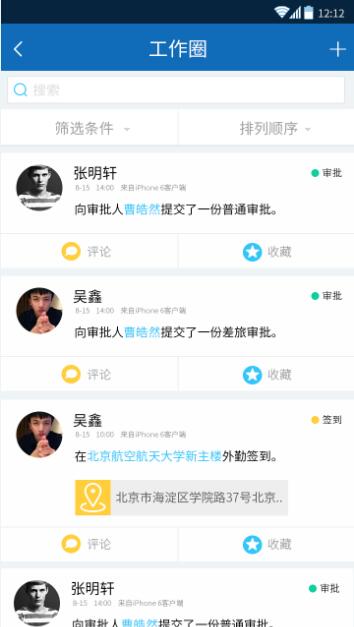 12:12
工作圈
搜索
筛选条件 排列顺序
张明轩 审批
8-15 14:00 来自iPhone 6客户端
向审批人曹皓然提交了一份普通审批。
评论 收藏
吴鑫 审批
8-15 14:00 来自iPhone 6客户端
向审批人曹皓然提交了一份差旅审批。
评论 收藏
吴鑫 签到
8-15 10:00 来自iPhone 6客户端
在北京航空航天大学新主楼外勤签到。
北京市海淀区学院路37号北京..
评论 收藏
张明轩 审批
8-15 14:00 来自iPhone 6客户端
向审批人曹皓然提交了一份普通审批。